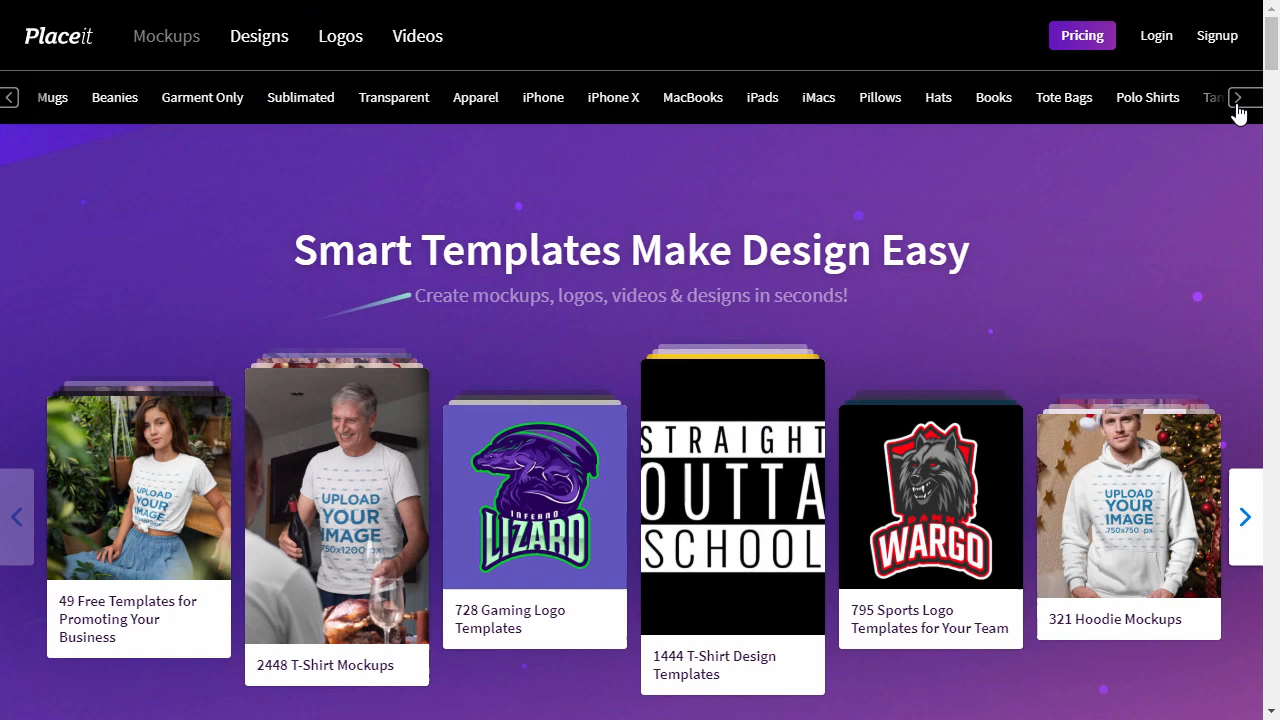 Placeit
Mockups Designs Logos Videos
Pricing Login Signup
Mugs Beanies Garment Only Sublimated Transparent Apparel iPhone iPhone X MacBooks iPads iMacs Pillows Hats Books Tote Bags Polo Shirts
Smart Templates Make Design Easy
Create mockups, logos, videos & designs in seconds!
UPLOAD
YOUR
IMAGE
49 Free Templates for
Promoting Your
Business
UPLOAD
YOUR
IMAGE
750x1200 px
2448 T-Shirt Mockups
INFERNO
LIZARD
728 Gaming Logo
Templates
STRAIGHT
OUTTA
SCHOOL
1444 T-Shirt Design
Templates
WARGO
795 Sports Logo
Templates for Your Team
UPLOAD
YOUR
IMAGE
750x750 px
321 Hoodie Mockups